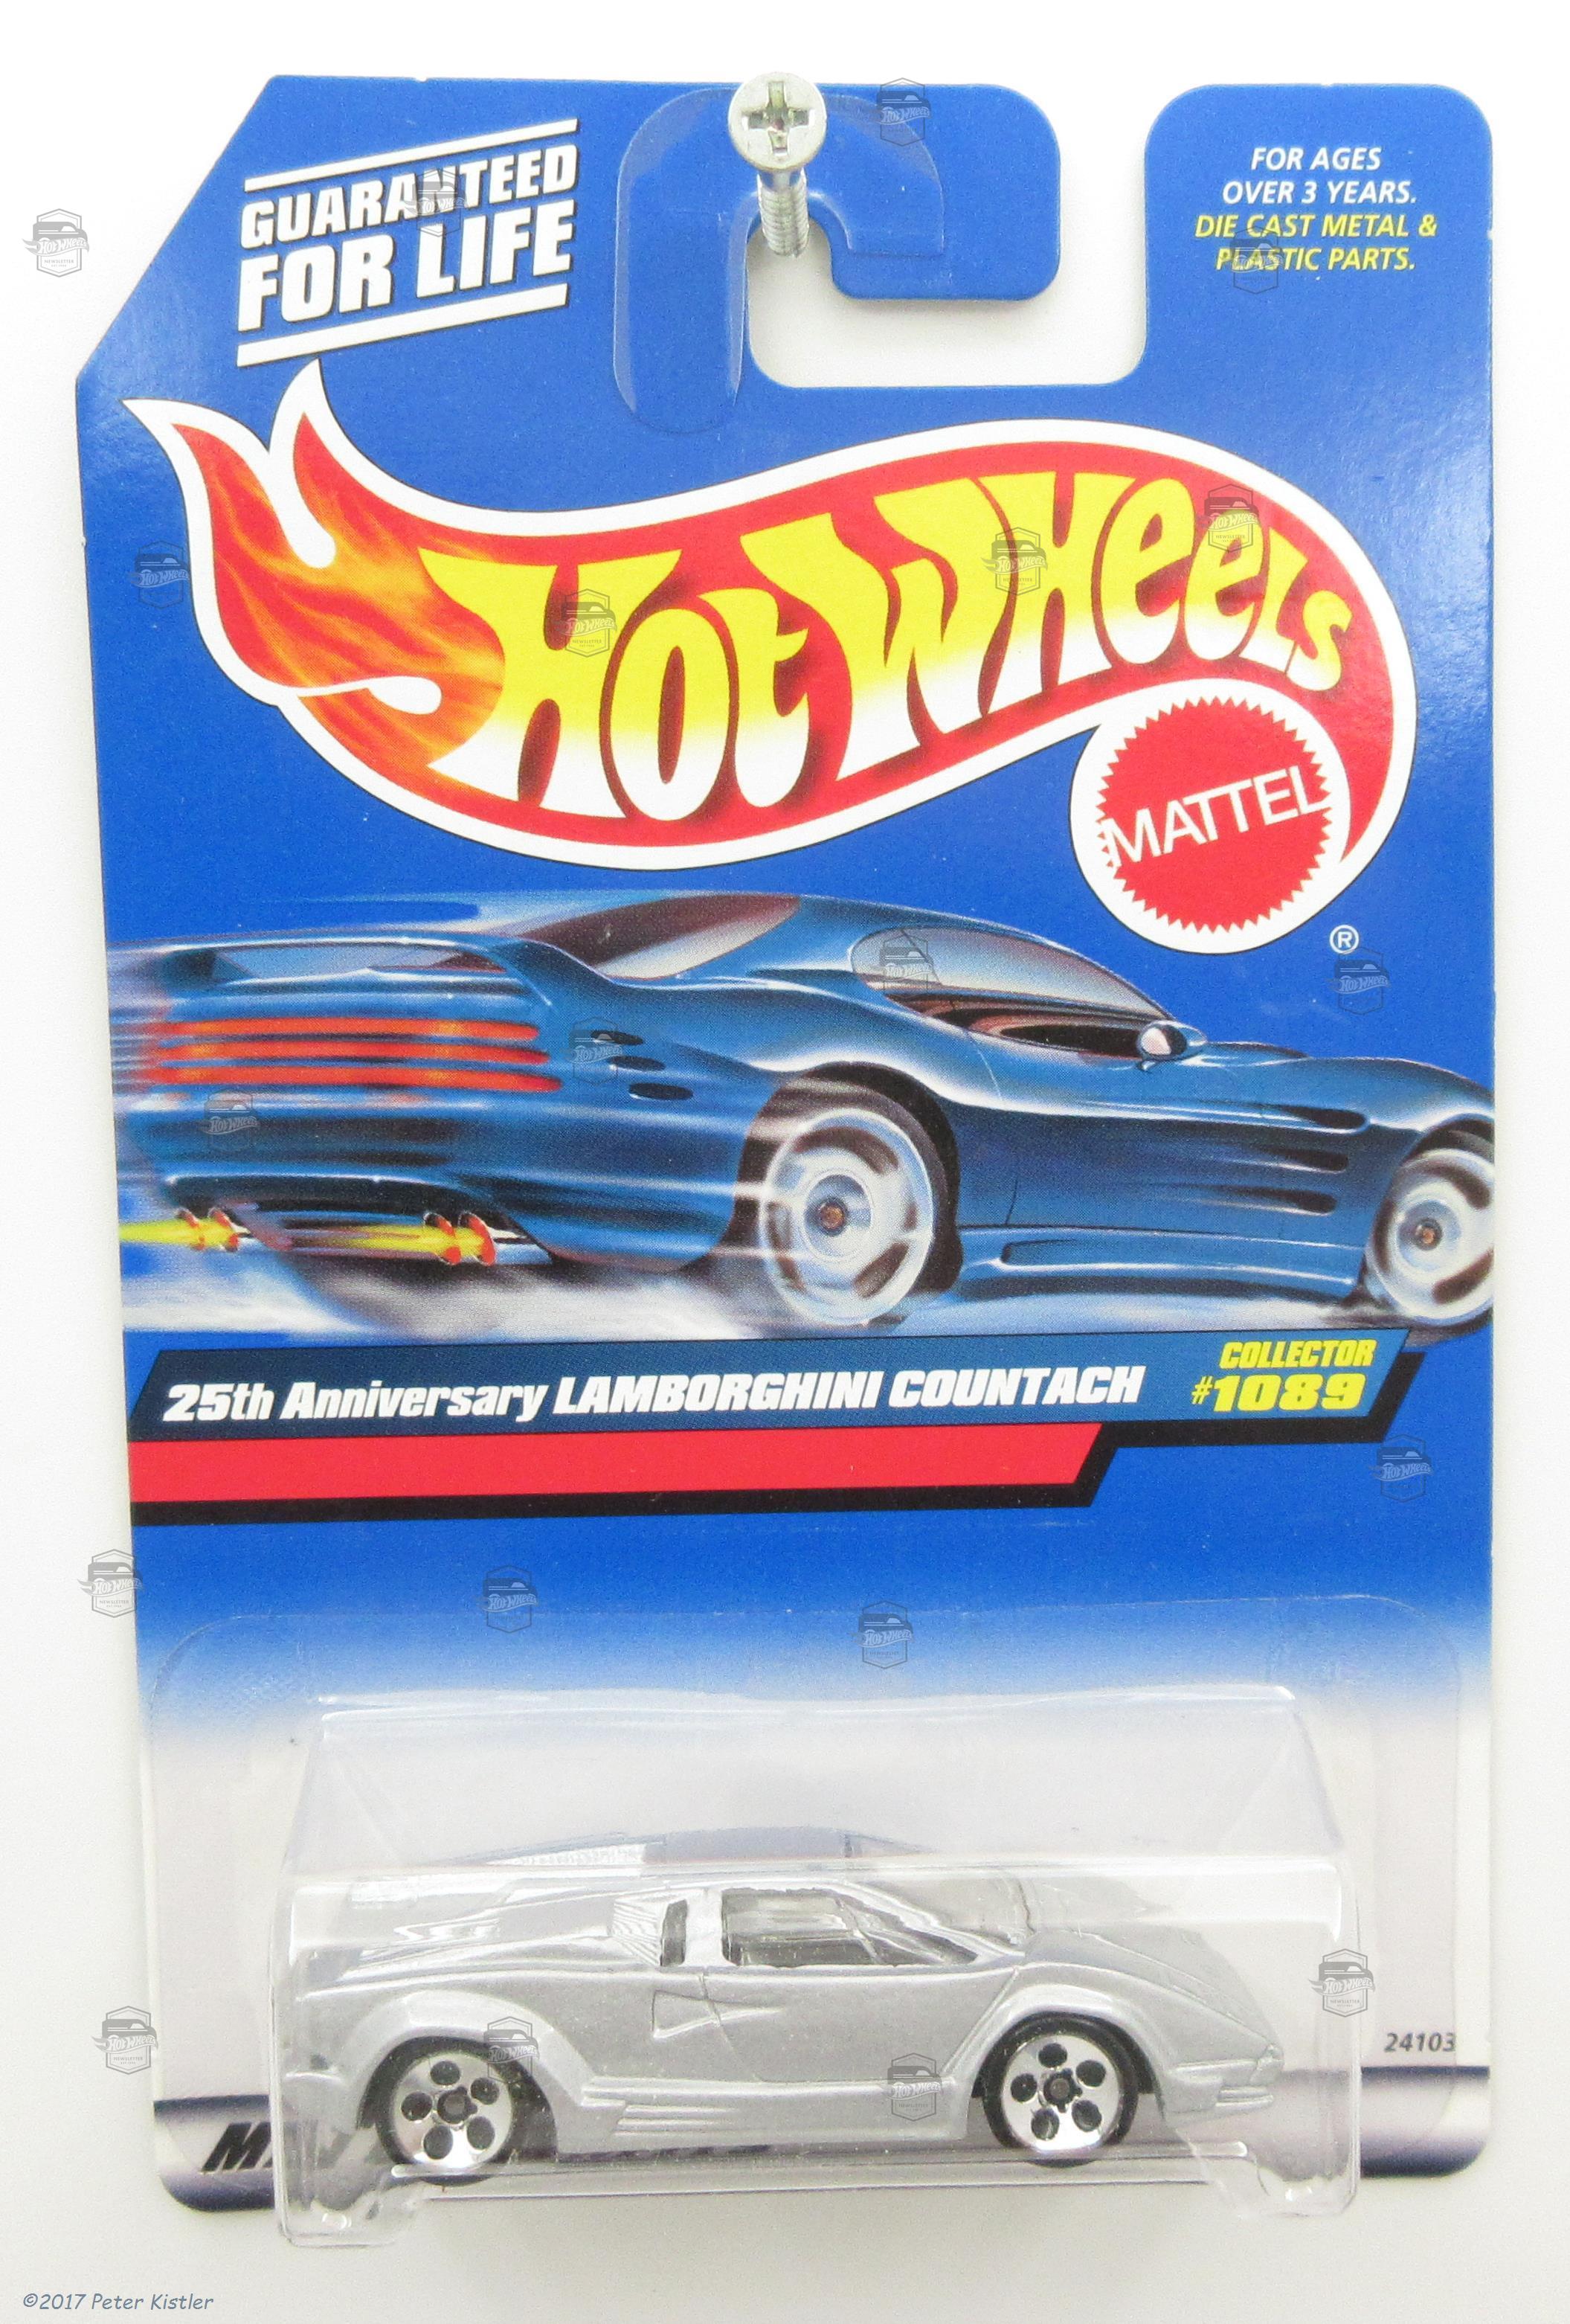 GUARANTEED
FOR LIFE
FOR AGES
OVER 3 YEARS.
DIE CAST METAL &
PLASTIC PARTS.
HOT WHEELS
MATTEL
®
25th Anniversary LAMBORGHINI COUNTACH
COLLECTOR
#1089
24103
©2017 Peter Kistler